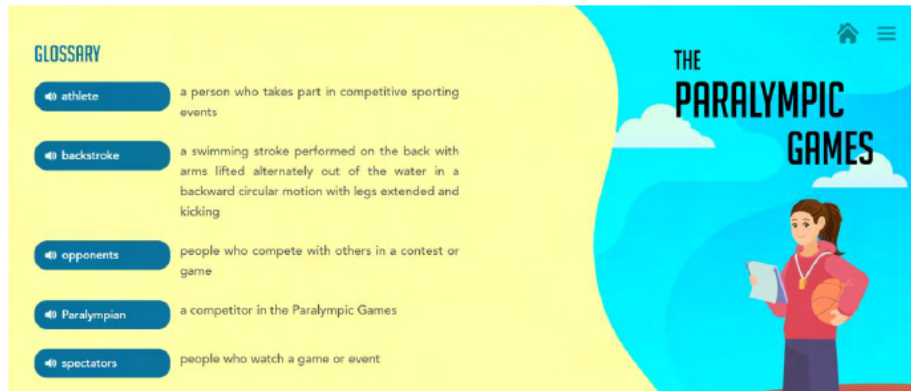 GLOSSARY
athlete
a person who takes part in competitive sporting
events
backstroke
a swimming stroke performed on the back with
arms lifted alternately out of the water in a
backward circular motion with legs extended and
kicking
opponents
people who compete with others in a contest or
game
Paralympian
a competitor in the Paralympic Games
spectators
people who watch a game or event
THE
PARALYMPIC
GAMES